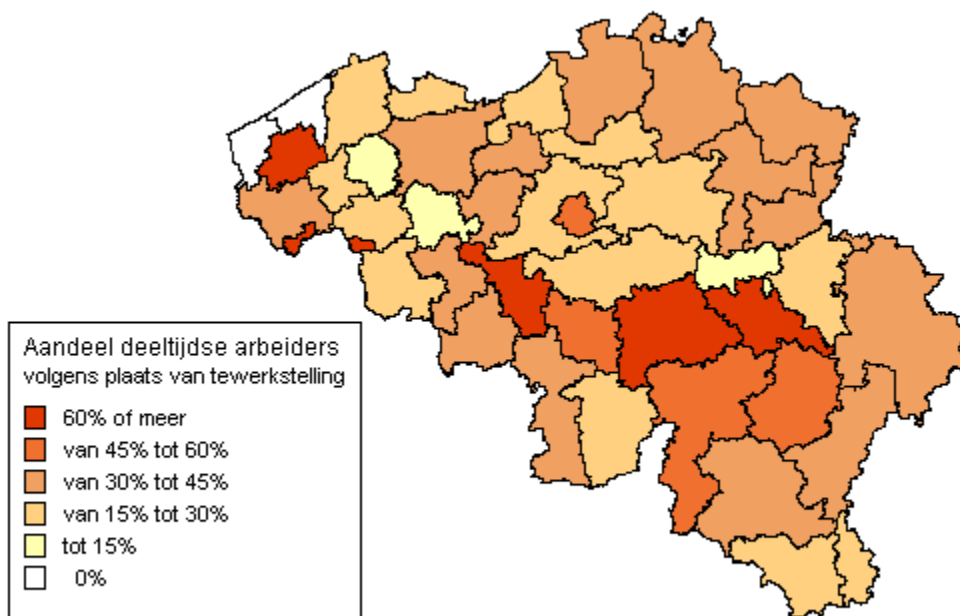 Aandeel deeltijdse arbeiders
volgens plaats van tewerkstelling
60% of meer
van 45% tot 60%
van 30% tot 45%
van 15% tot 30%
tot 15%
0%